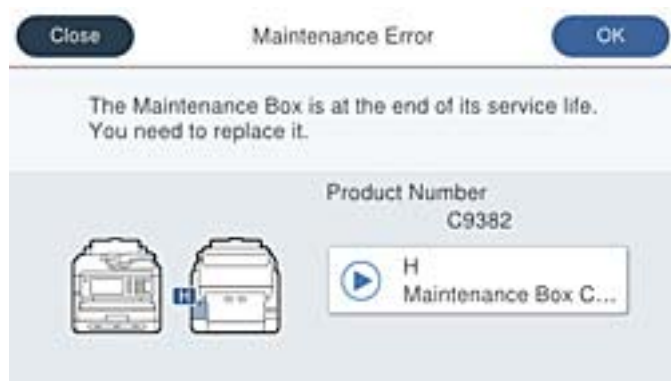 Close
Maintenance Error
OK
The Maintenance Box is at the end of its service life.
You need to replace it.
Product Number
C9382
H
H
Maintenance Box C...